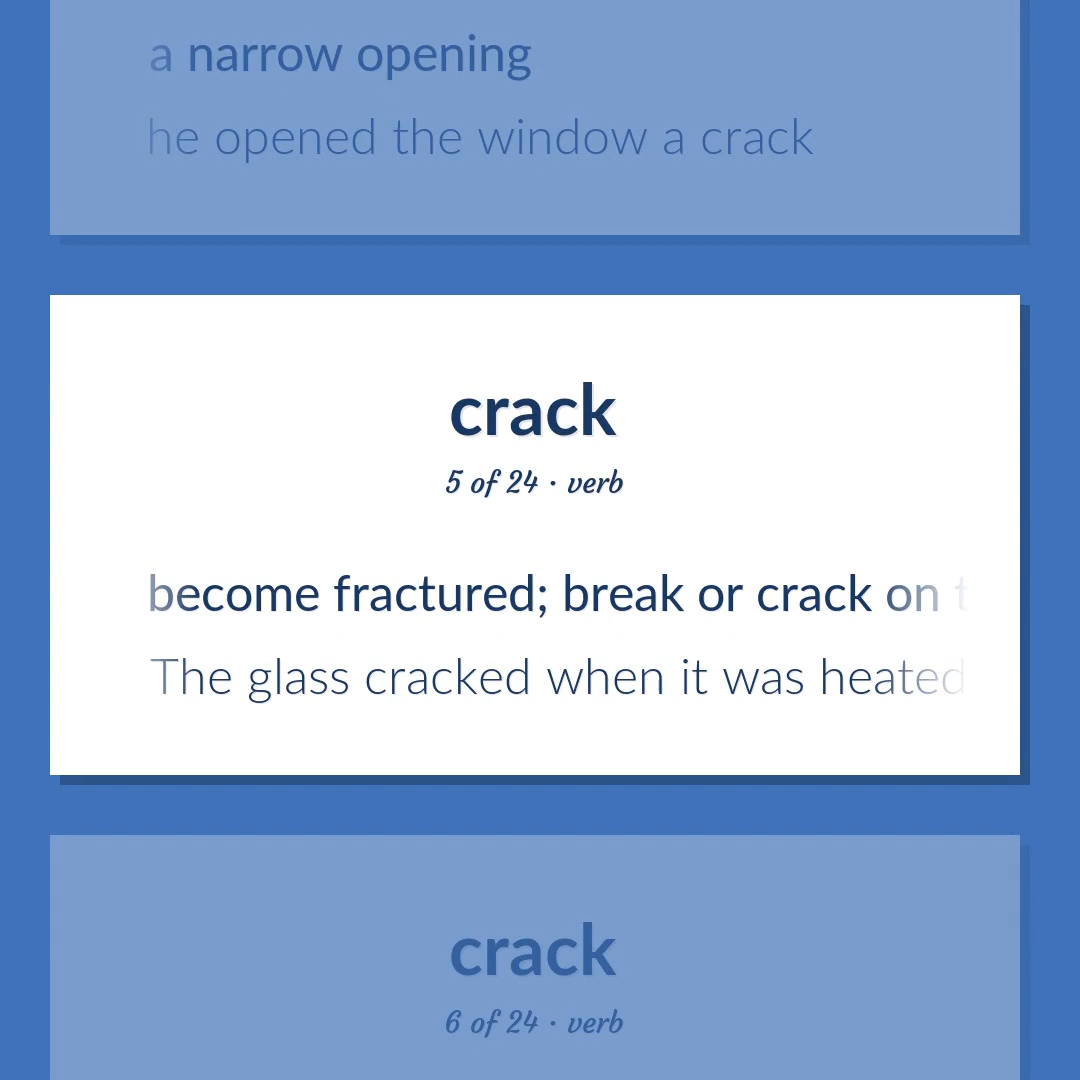 a narrow opening
he opened the window a crack
crack
5 of 24 · verb
become fractured; break or crack on
The glass cracked when it was heated
crack
6 of 24 · verb